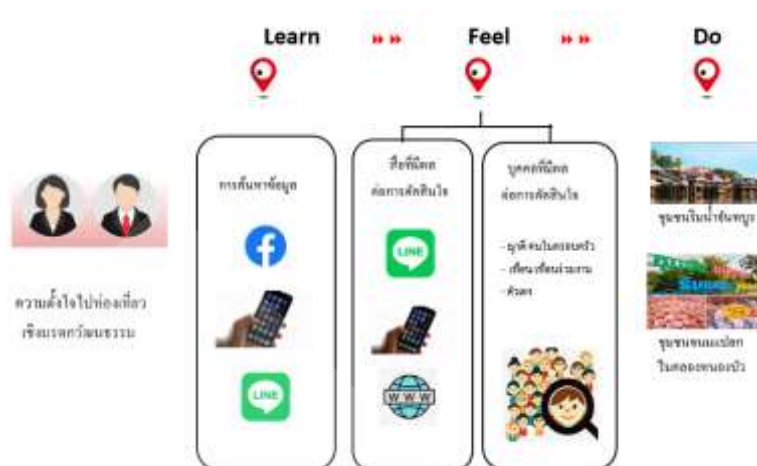 Learn
Feel
Do
การค้นหาข้อมูล
LINE
สื่อที่มีผล
ต่อการตัดสินใจ
LINE
WWW
บุคคลที่มีผล
ต่อการตัดสินใจ
- ญาติ คนในครอบครัว
- เพื่อน เพื่อนร่วมงาน
- ตัวเอง
ความตั้งใจไปท่องเที่ยว
เชิงมรดกวัฒนธรรม
ชุมชนริมน้ำจันทบูร
ชุมชนขนมแปลก
ริมคลองหนองบัว